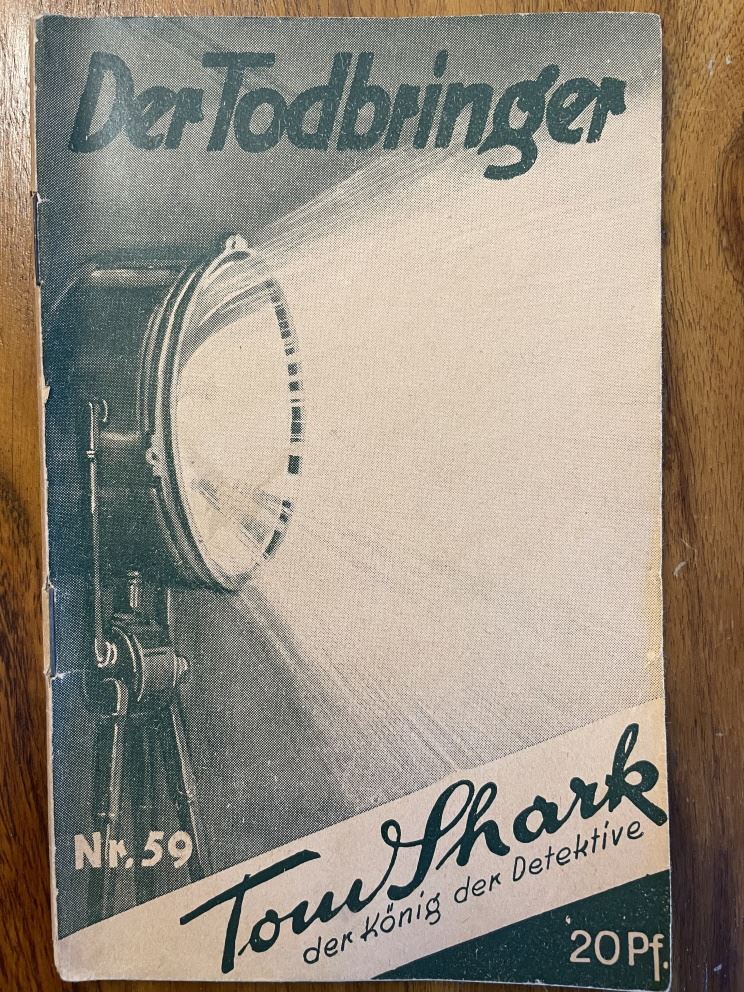 Der Todbringer
Nr. 59
Tom Shark
der König der Detektive
20 Pf.